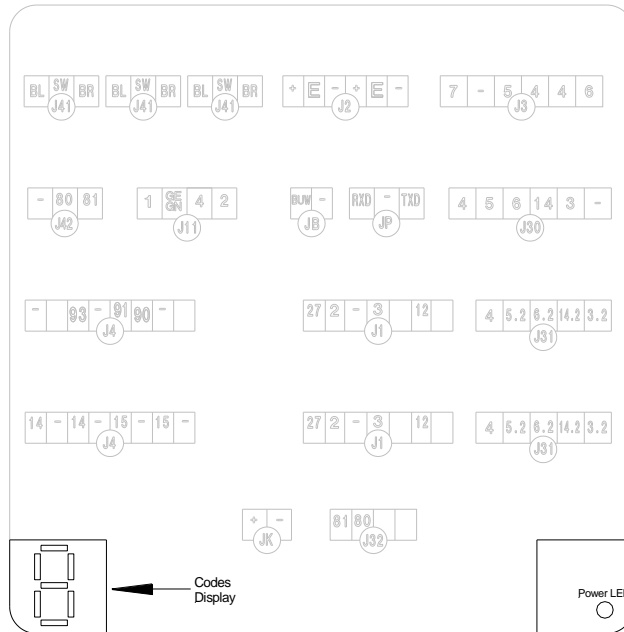 BL SW BR BL SW BR BL SW BR + E - + E - 7 - 5 4 4 6
J41 J41 J41 J2 J3
- 80 81 1 GE GN 4 2 BUW - RXD - TXD 4 5 6 14 3 -
J42 J11 JB JP J30
- 93 - 91 90 - 27 2 - 3 12 4 5.2 6.2 14.2 3.2
J4 J1 J31
14 - 14 - 15 - 15 - 27 2 - 3 12 4 5.2 6.2 14.2 3.2
J4 J1 J31
+ - 81 80
JK J32
Codes
Display
Power LE